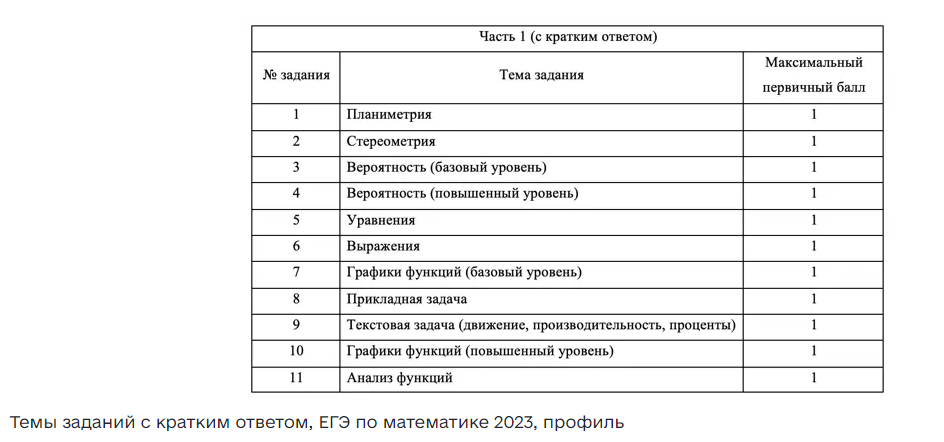 Часть 1 (с кратким ответом)
№ задания Тема задания Максимальный первичный балл
1 Планиметрия 1
2 Стереометрия 1
3 Вероятность (базовый уровень) 1
4 Вероятность (повышенный уровень) 1
5 Уравнения 1
6 Выражения 1
7 Графики функций (базовый уровень) 1
8 Прикладная задача 1
9 Текстовая задача (движение, производительность, проценты) 1
10 Графики функций (повышенный уровень) 1
11 Анализ функций 1
Темы заданий с кратким ответом, ЕГЭ по математике 2023, профиль